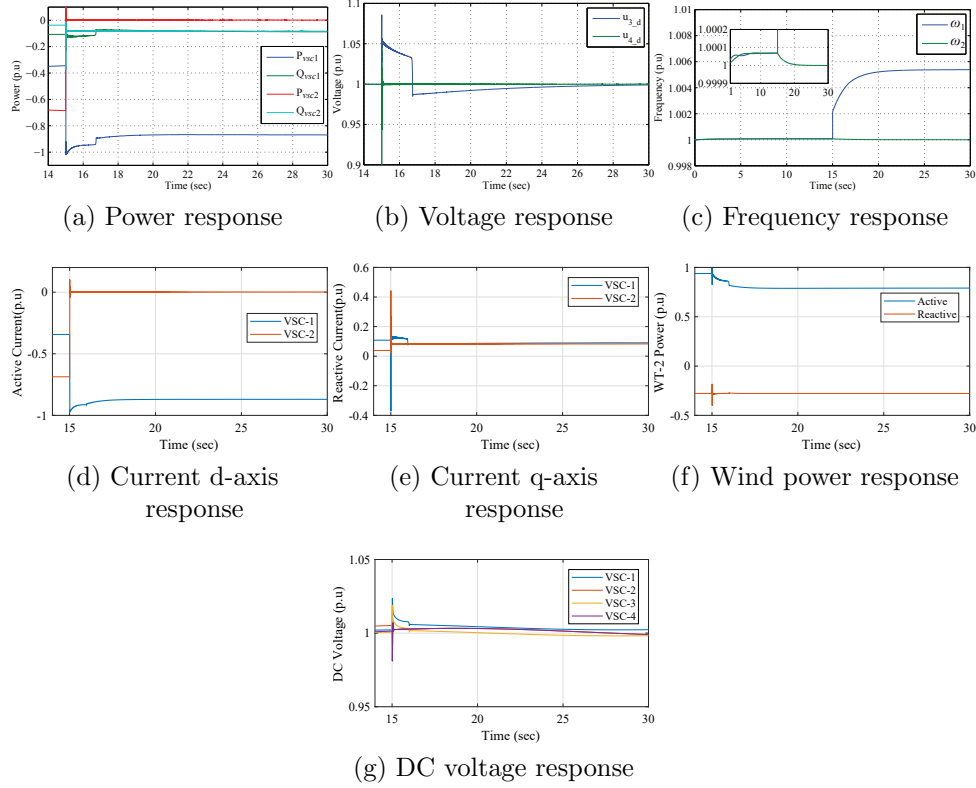 0
-0.2
-0.4
-0.6
-0.8
-1
Power (p.u)
P_vsc1
Q_vsc1
P_vsc2
Q_vsc2
14 16 18 20 22 24 26 28 30
Time (sec)
(a) Power response
1.1
1.05
1
0.95
0.9
Voltage (p.u)
u_3_d
u_4_d
14 16 18 20 22 24 26 28 30
Time (sec)
(b) Voltage response
1.01
1.008
1.006
1.004
1.002
1
0.998
Frequency (p.u)
1.0002
1.0001
1
0.9999
1 5 10 15 20 25 30
ω_1
ω_2
0 5 10 15 20 25 30
Time (sec)
(c) Frequency response
0
-0.5
-1
Active Current(p.u)
VSC-1
VSC-2
15 20 25 30
Time (sec)
(d) Current d-axis
response
0.6
0.4
0.2
0
-0.2
-0.4
Reactive Current(p.u)
VSC-1
VSC-2
15 20 25 30
Time (sec)
(e) Current q-axis
response
1
0.5
0
-0.5
WT-2 Power (p.u)
Active
Reactive
15 20 25 30
Time (sec)
(f) Wind power response
1.05
1
0.95
DC Voltage (p.u)
VSC-1
VSC-2
VSC-3
VSC-4
15 20 25 30
Time (sec)
(g) DC voltage response